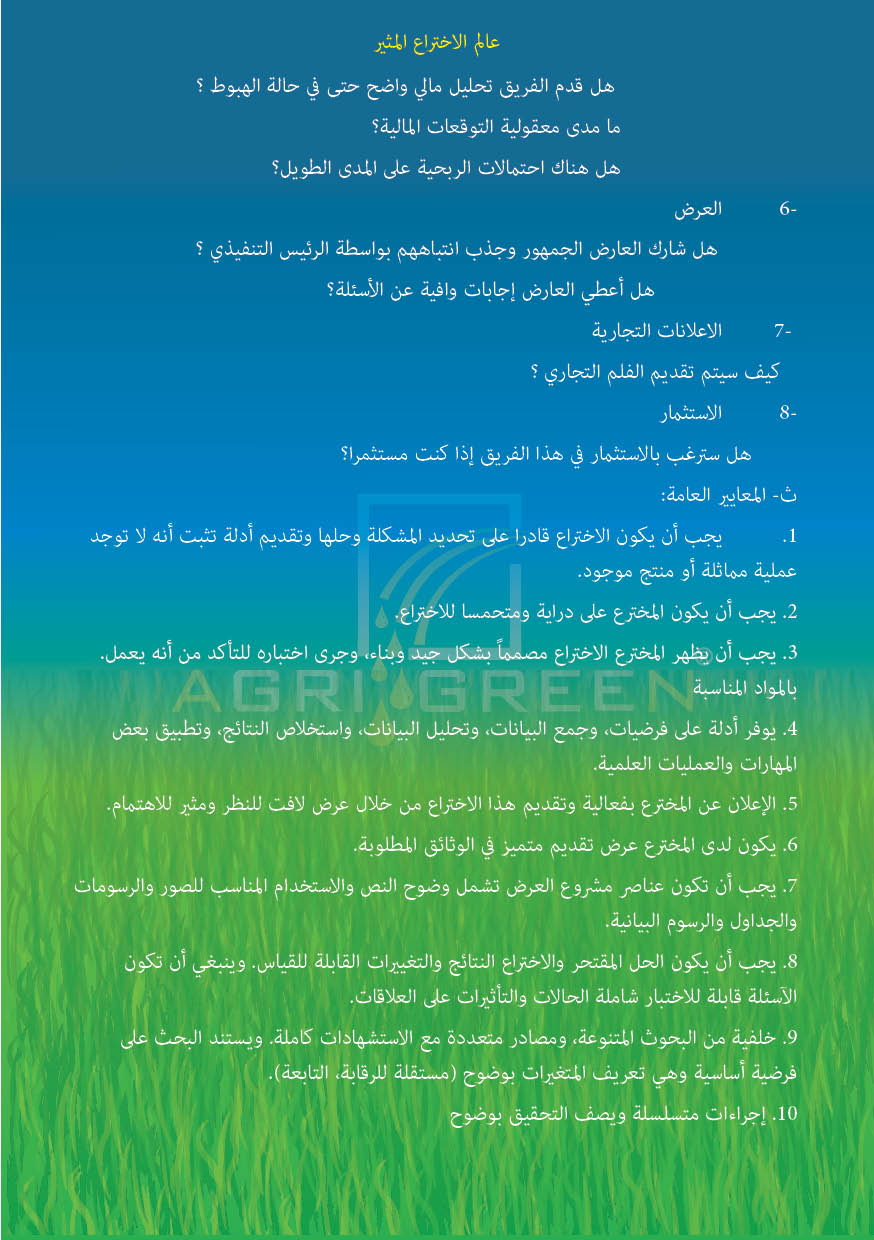 عالم الاختراع المثير
هل قدم الفريق تحليل مالي واضح حتى في حالة الهبوط ؟
ما مدى معقولية التوقعات المالية؟
هل هناك احتمالات الربحية على المدى الطويل؟
6- العرض
هل شارك العارض الجمهور وجذب انتباههم بواسطة الرئيس التنفيذي ؟
هل أعطي العارض إجابات وافية عن الأسئلة؟
7- الاعلانات التجارية
كيف سيتم تقديم الفلم التجاري ؟
8- الاستثمار
هل سترغب بالاستثمار في هذا الفريق إذا كنت مستثمرا؟
ث- المعايير العامة:
1. يجب أن يكون الاختراع قادرا على تحديد المشكلة وحلها وتقديم أدلة تثبت أنه لا توجد
عملية مماثلة أو منتج موجود.
2. يجب أن يكون المخترع على دراية ومتحمسا للاختراع.
3. يجب أن يظهر المخترع الاختراع مصمماً بشكل جيد وبناء، وجرى اختباره للتأكد من أنه يعمل.
بالمواد المناسبة
AGRI GREEN®
4. يوفر أدلة على فرضيات، وجمع البيانات، وتحليل البيانات، واستخلاص النتائج، وتطبيق بعض
المهارات والعمليات العلمية.
5. الإعلان عن المخترع بفعالية وتقديم هذا الاختراع من خلال عرض لافت للنظر ومثير للاهتمام.
6. يكون لدى المخترع عرض تقديم متميز في الوثائق المطلوبة.
7. يجب أن تكون عناصر مشروع العرض تشمل وضوح النص والاستخدام المناسب للصور والرسومات
والجداول والرسوم البيانية.
8. يجب أن يكون الحل المقتحر والاختراع النتائج والتغييرات القابلة للقياس. وينبغي أن تكون
الآسئلة قابلة للاختبار شاملة الحالات والتأثيرات على العلاقات.
9. خلفية من البحوث المتنوعة، ومصادر متعددة مع الاستشهادات كاملة. ويستند البحث على
فرضية أساسية وهي تعريف المتغيرات بوضوح (مستقلة للرقابة، التابعة).
10. إجراءات متسلسلة ويصف التحقيق بوضوح